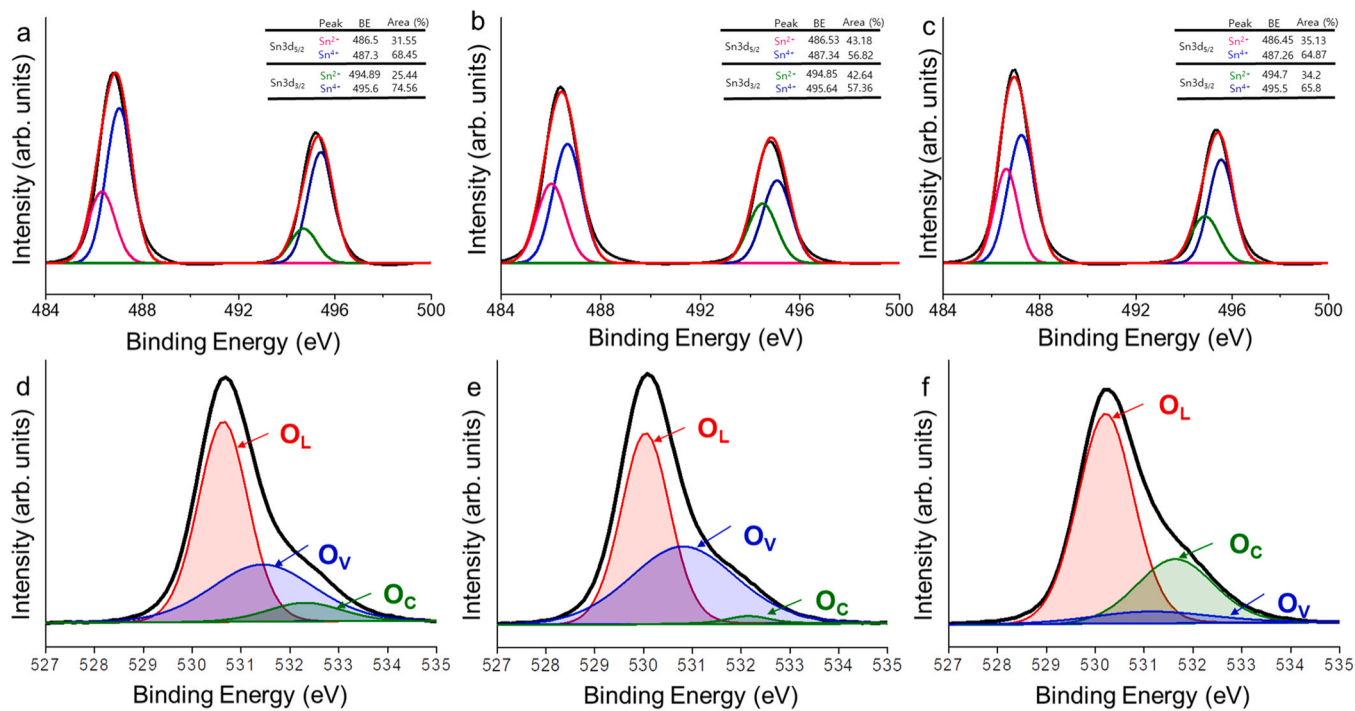 a
Peak BE Area (%)
Sn3d5/2 Sn2+ 486.5 31.55
Sn4+ 487.3 68.45
Sn3d3/2 Sn2+ 494.89 25.44
Sn4+ 495.6 74.56
Intensity (arb. units)
484 488 492 496 500
Binding Energy (eV)
b
Peak BE Area (%)
Sn3d5/2 Sn2+ 486.53 43.18
Sn4+ 487.34 56.82
Sn3d3/2 Sn2+ 494.85 42.64
Sn4+ 495.64 57.36
Intensity (arb. units)
484 488 492 496 500
Binding Energy (eV)
c
Peak BE Area (%)
Sn3d5/2 Sn2+ 486.45 35.13
Sn4+ 487.26 64.87
Sn3d3/2 Sn2+ 494.7 34.2
Sn4+ 495.5 65.8
Intensity (arb. units)
484 488 492 496 500
Binding Energy (eV)
d
OL
OV
OC
Intensity (arb. units)
527 528 529 530 531 532 533 534 535
Binding Energy (eV)
e
OL
OV
OC
Intensity (arb. units)
527 528 529 530 531 532 533 534 535
Binding Energy (eV)
f
OL
OC
OV
Intensity (arb. units)
527 528 529 530 531 532 533 534 535
Binding Energy (eV)